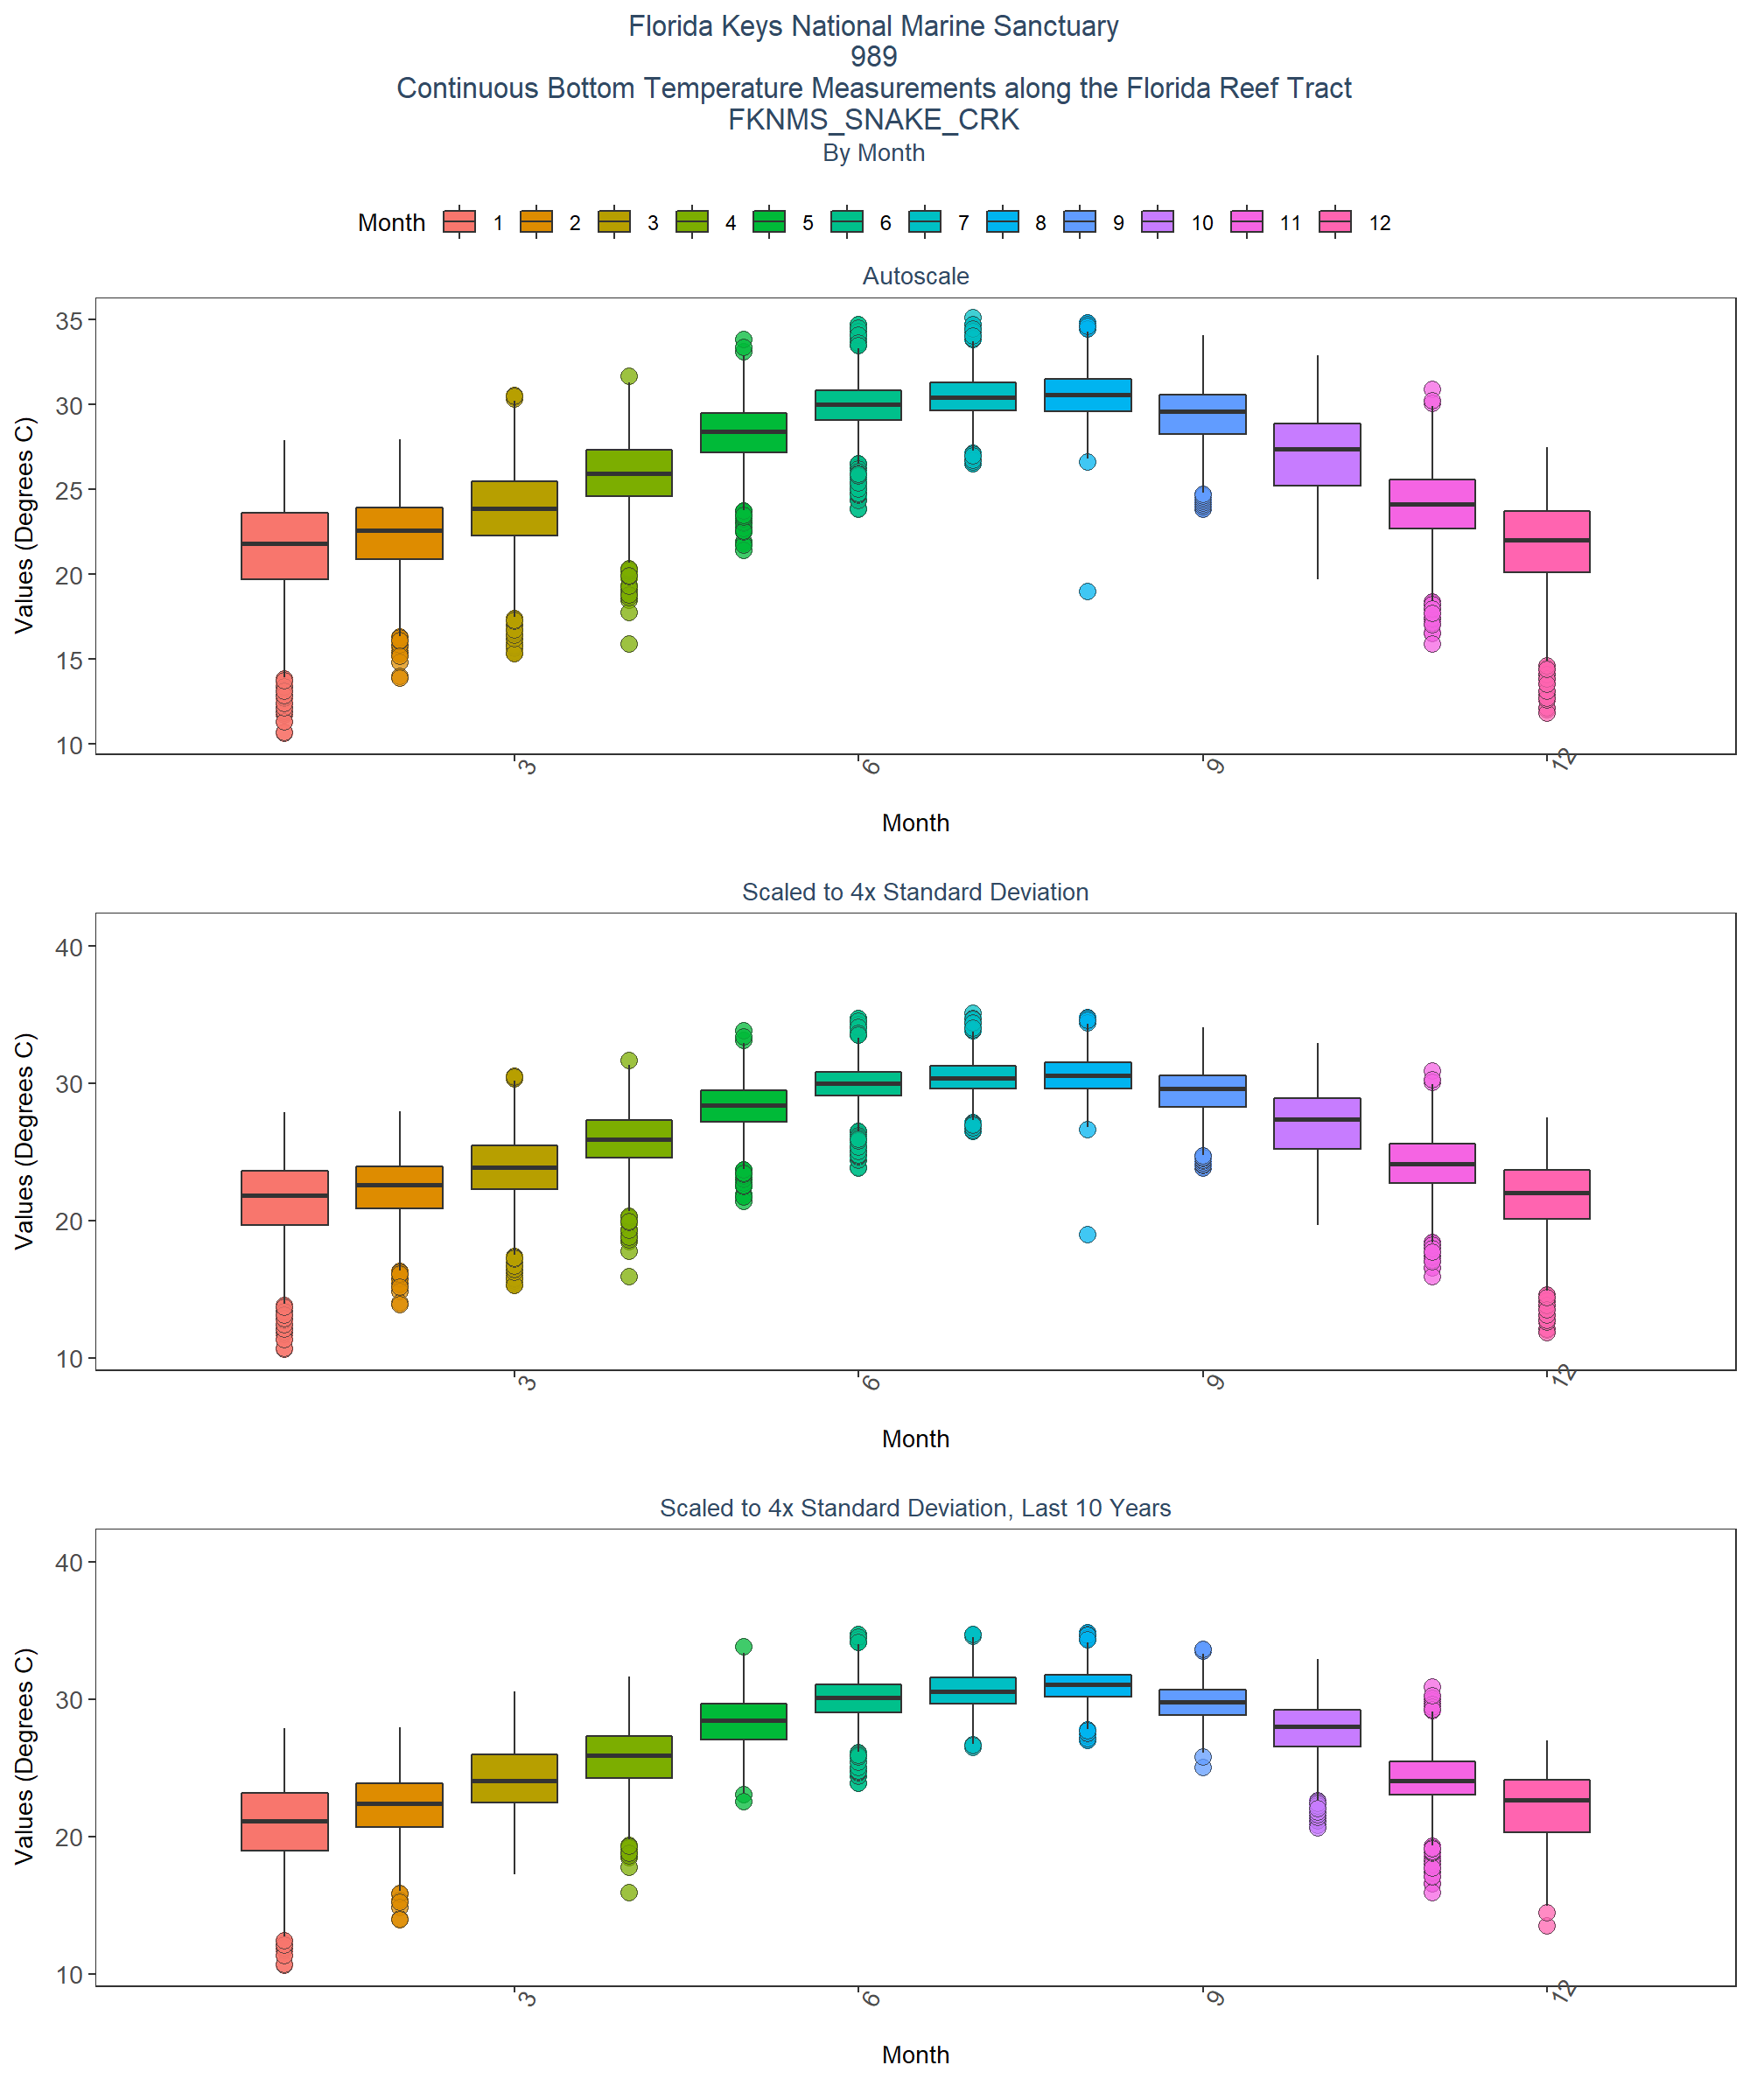 Florida Keys National Marine Sanctuary
989
Continuous Bottom Temperature Measurements along the Florida Reef Tract
FKNMS_SNAKE_CRK
By Month
Month 1 2 3 4 5 6 7 8 9 10 11 12
Autoscale
Values (Degrees C)
35
30
25
20
15
10
3 6 9 12
Month
Scaled to 4x Standard Deviation
Values (Degrees C)
40
30
20
10
3 6 9 12
Month
Scaled to 4x Standard Deviation, Last 10 Years
Values (Degrees C)
40
30
20
10
3 6 9 12
Month